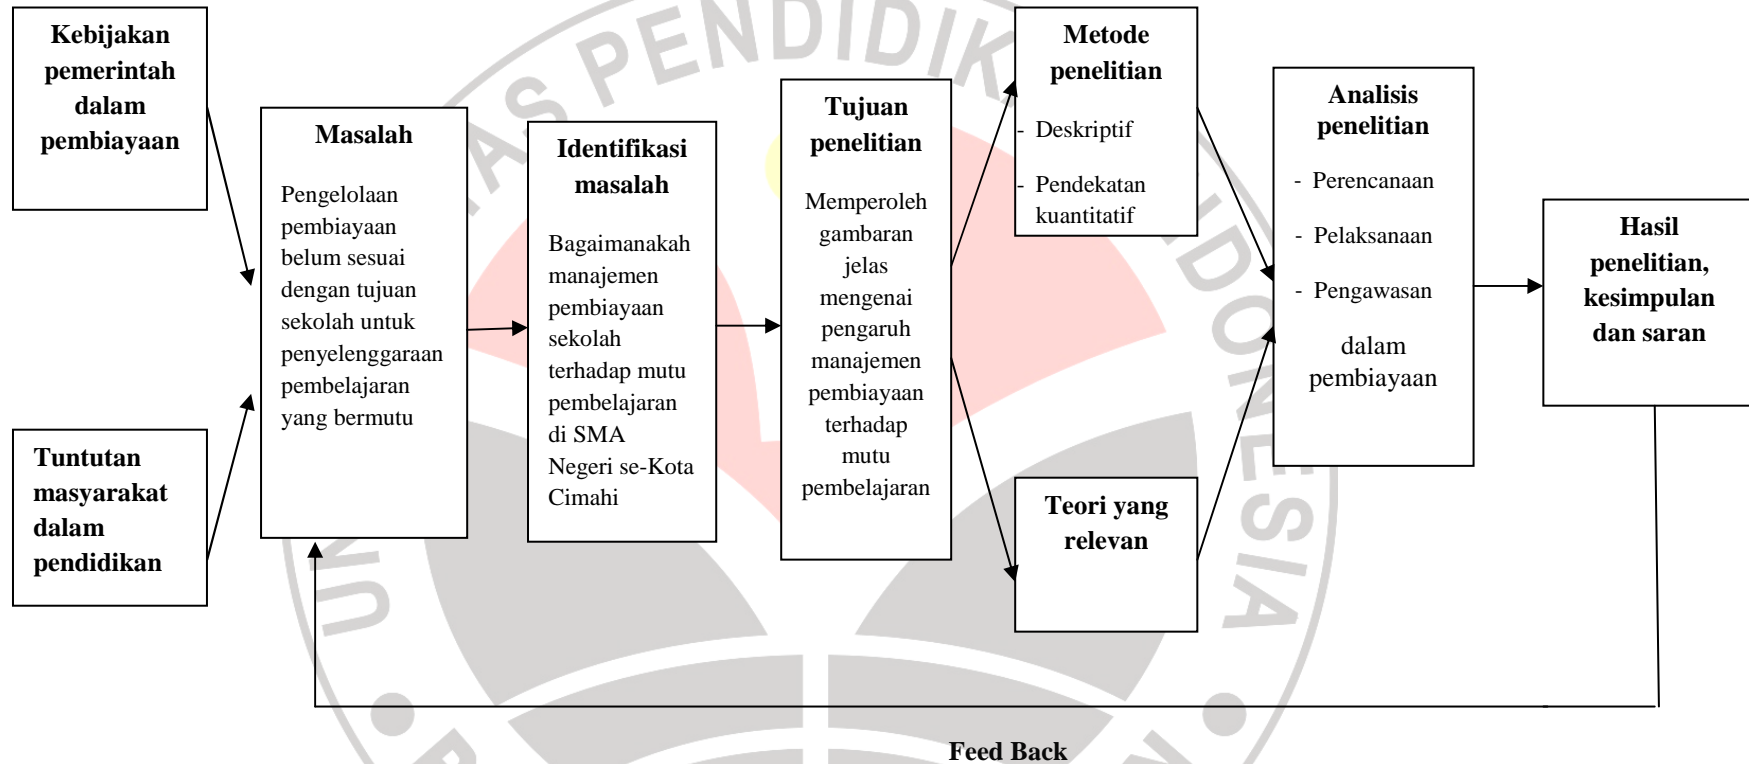 Kebijakan
pemerintah
dalam
pembiayaan
Tuntutan
masyarakat
dalam
pendidikan
Masalah
Pengelolaan
pembiayaan
belum sesuai
dengan tujuan
sekolah untuk
penyelenggaraan
pembelajaran
yang bermutu
Identifikasi
masalah
Bagaimanakah
manajemen
pembiayaan
sekolah
terhadap mutu
pembelajaran
di SMA
Negeri se-Kota
Cimahi
Tujuan
penelitian
Memperoleh
gambaran
jelas
mengenai
pengaruh
manajemen
pembiayaan
terhadap
mutu
pembelajaran
Metode
penelitian
- Deskriptif
- Pendekatan
kuantitatif
Teori yang
relevan
Analisis
penelitian
- Perencanaan
- Pelaksanaan
- Pengawasan
dalam
pembiayaan
Hasil
penelitian,
kesimpulan
dan saran
Feed Back